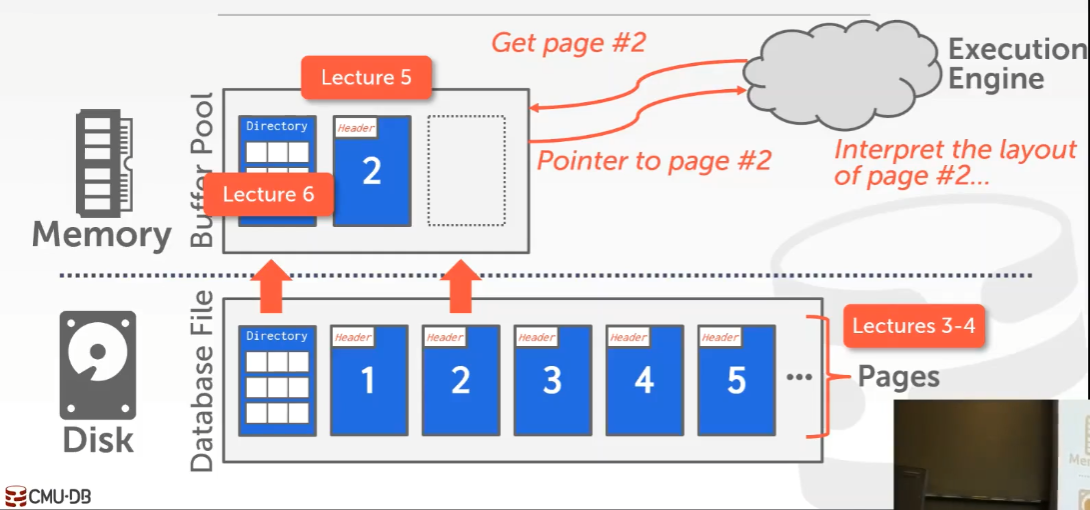 Get page #2
Execution
Engine
Lecture 5
Buffer Pool
Directory
Header
2
Lecture 6
Pointer to page #2
Interpret the layout
of page #2...
Memory
Database File
Directory
Header
1
Header
2
Header
3
Header
4
Header
5
...
Lectures 3-4
Pages
Disk
CMU·DB